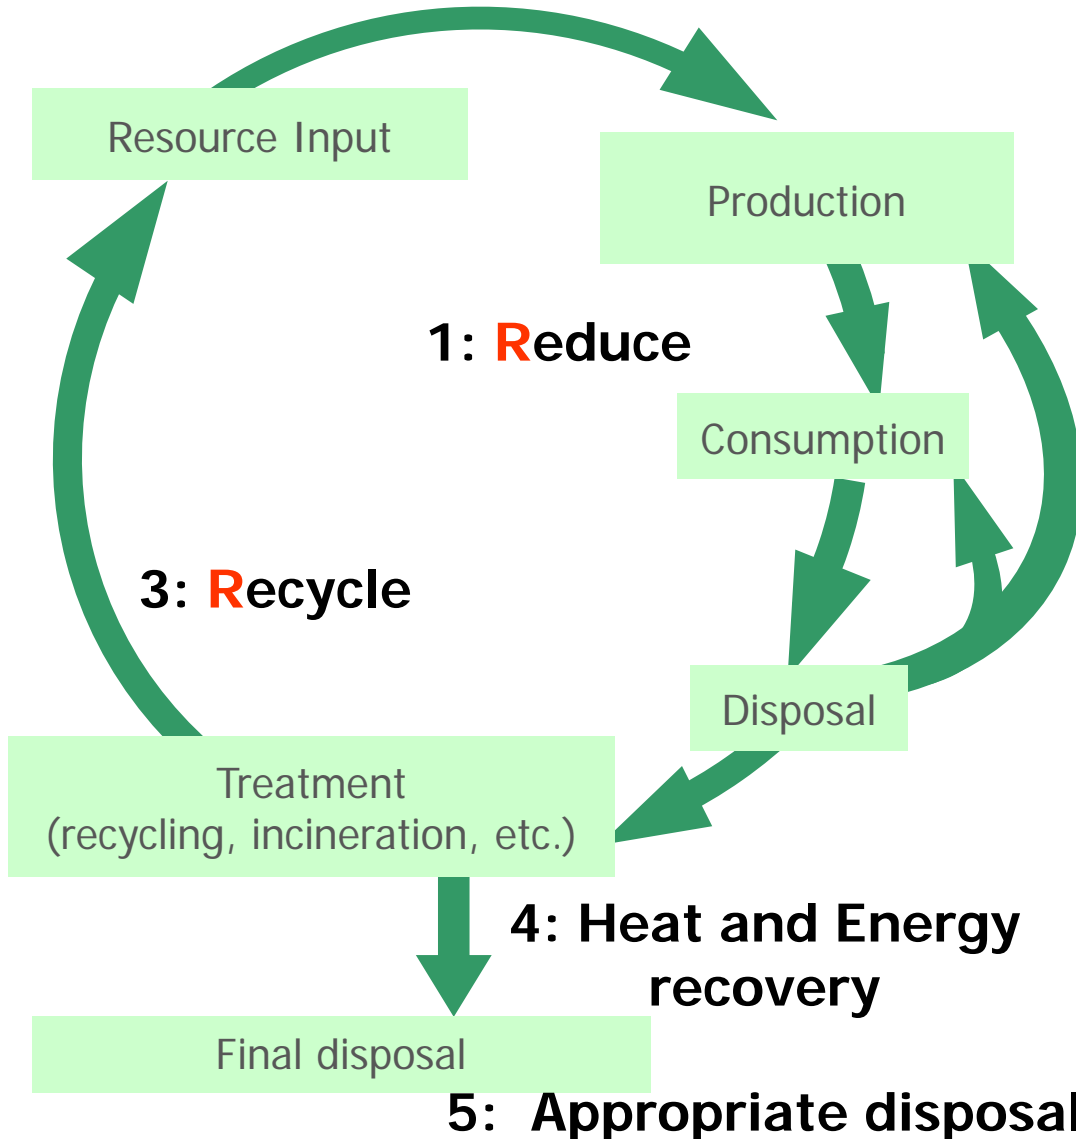 Resource Input
Production
1: Reduce
Consumption
3: Recycle
Disposal
Treatment
(recycling, incineration, etc.)
4: Heat and Energy
recovery
Final disposal
5: Appropriate disposal